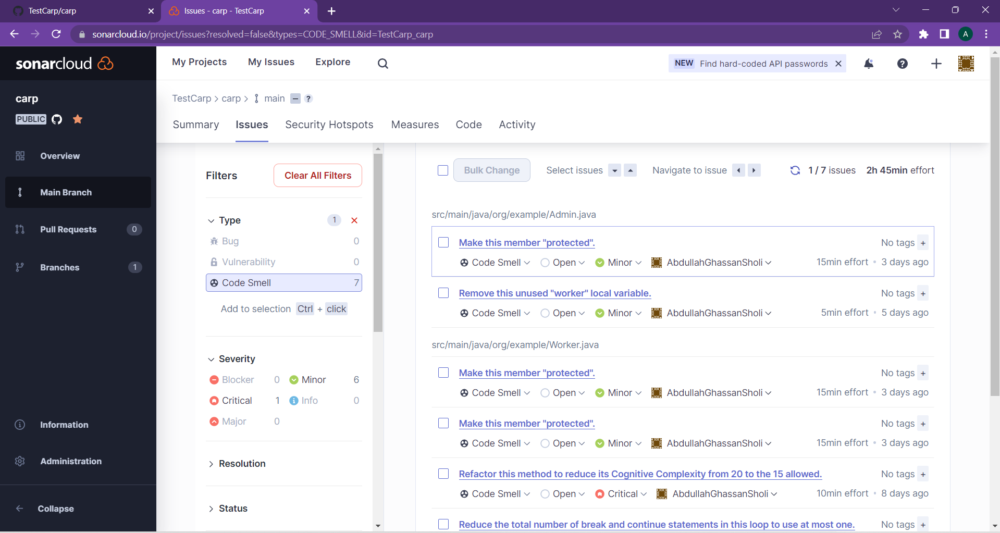 TestCarp/carp
Issues - carp - TestCarp
sonarcloud.io/project/issues?resolved=false&types=CODE_SMELL&id=TestCarp_carp
A
sonarcloud
My Projects My Issues Explore
NEW Find hard-coded API passwords
carp
PUBLIC
TestCarp > carp > main ?
Summary Issues Security Hotspots Measures Code Activity
Overview
Main Branch
Pull Requests 0
Branches 1
Information
Administration
Collapse
Filters Clear All Filters
Type 1
Bug 0
Vulnerability 0
Code Smell 7
Add to selection Ctrl + click
Severity
Blocker 0 Minor 6
Critical 1 Info 0
Major 0
Resolution
Status
Bulk Change Select issues Navigate to issue 1 / 7 issues 2h 45min effort
src/main/java/org/example/Admin.java
Make this member "protected". No tags +
Code Smell Open Minor AbdullahGhassanSholi 15min effort • 3 days ago
Remove this unused "worker" local variable. No tags +
Code Smell Open Minor AbdullahGhassanSholi 5min effort • 5 days ago
src/main/java/org/example/Worker.java
Make this member "protected". No tags +
Code Smell Open Minor AbdullahGhassanSholi 15min effort • 3 days ago
Make this member "protected". No tags +
Code Smell Open Minor AbdullahGhassanSholi 15min effort • 3 days ago
Refactor this method to reduce its Cognitive Complexity from 20 to the 15 allowed. No tags +
Code Smell Open Critical AbdullahGhassanSholi 10min effort • 8 days ago
Reduce the total number of break and continue statements in this loop to use at most one. No tags +